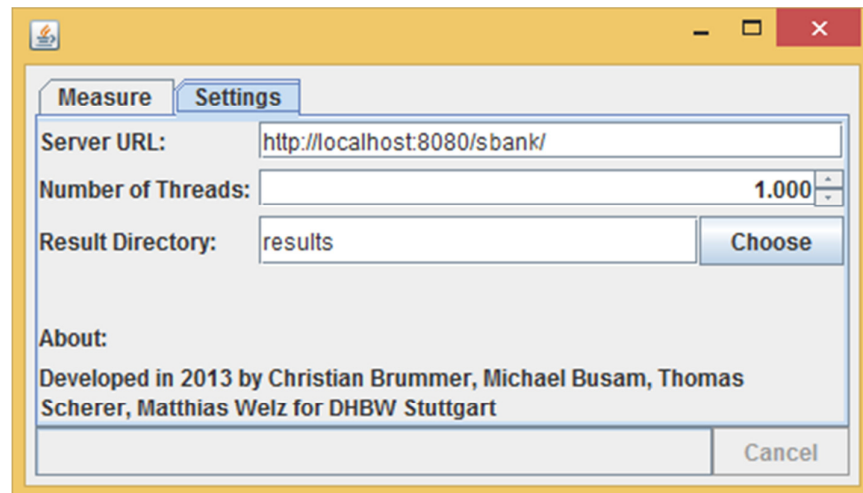 Measure Settings
Server URL: http://localhost:8080/sbank/
Number of Threads: 1.000
Result Directory: results Choose
About:
Developed in 2013 by Christian Brummer, Michael Busam, Thomas
Scherer, Matthias Welz for DHBW Stuttgart
Cancel